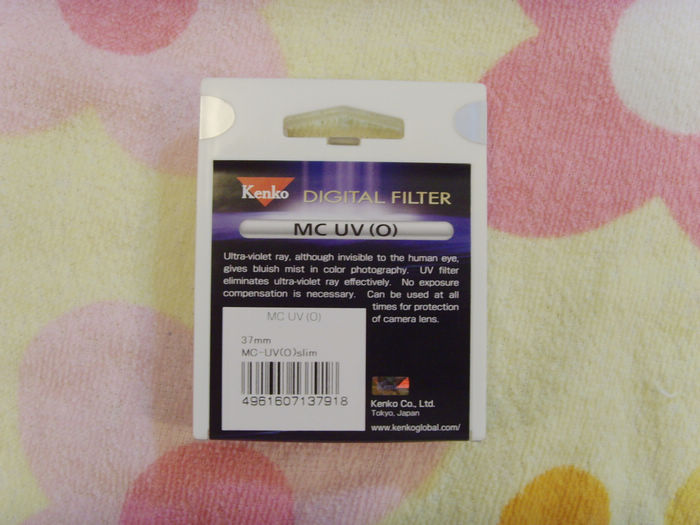 Kenko DIGITAL FILTER
MC UV (O)
Ultra-violet ray, although invisible to the human eye,
gives bluish mist in color photography. UV filter
eliminates ultra-violet ray effectively. No exposure
compensation is necessary. Can be used at all
times for protection
of camera lens.
MC UV (O)
37mm
MC-UV(O)slim
4961607137918
Kenko Co., Ltd.
Tokyo, Japan
www.kenkoglobal.com/